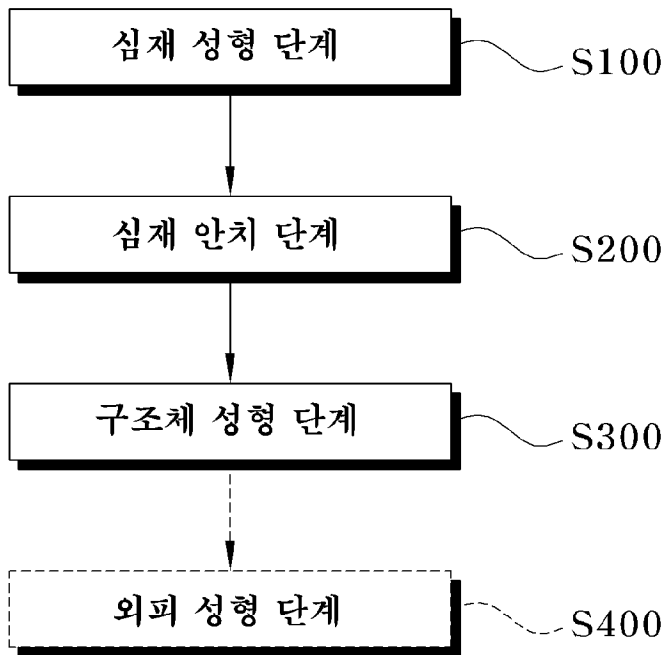 심재 성형 단계
S100
심재 안치 단계
S200
구조체 성형 단계
S300
외피 성형 단계
S400